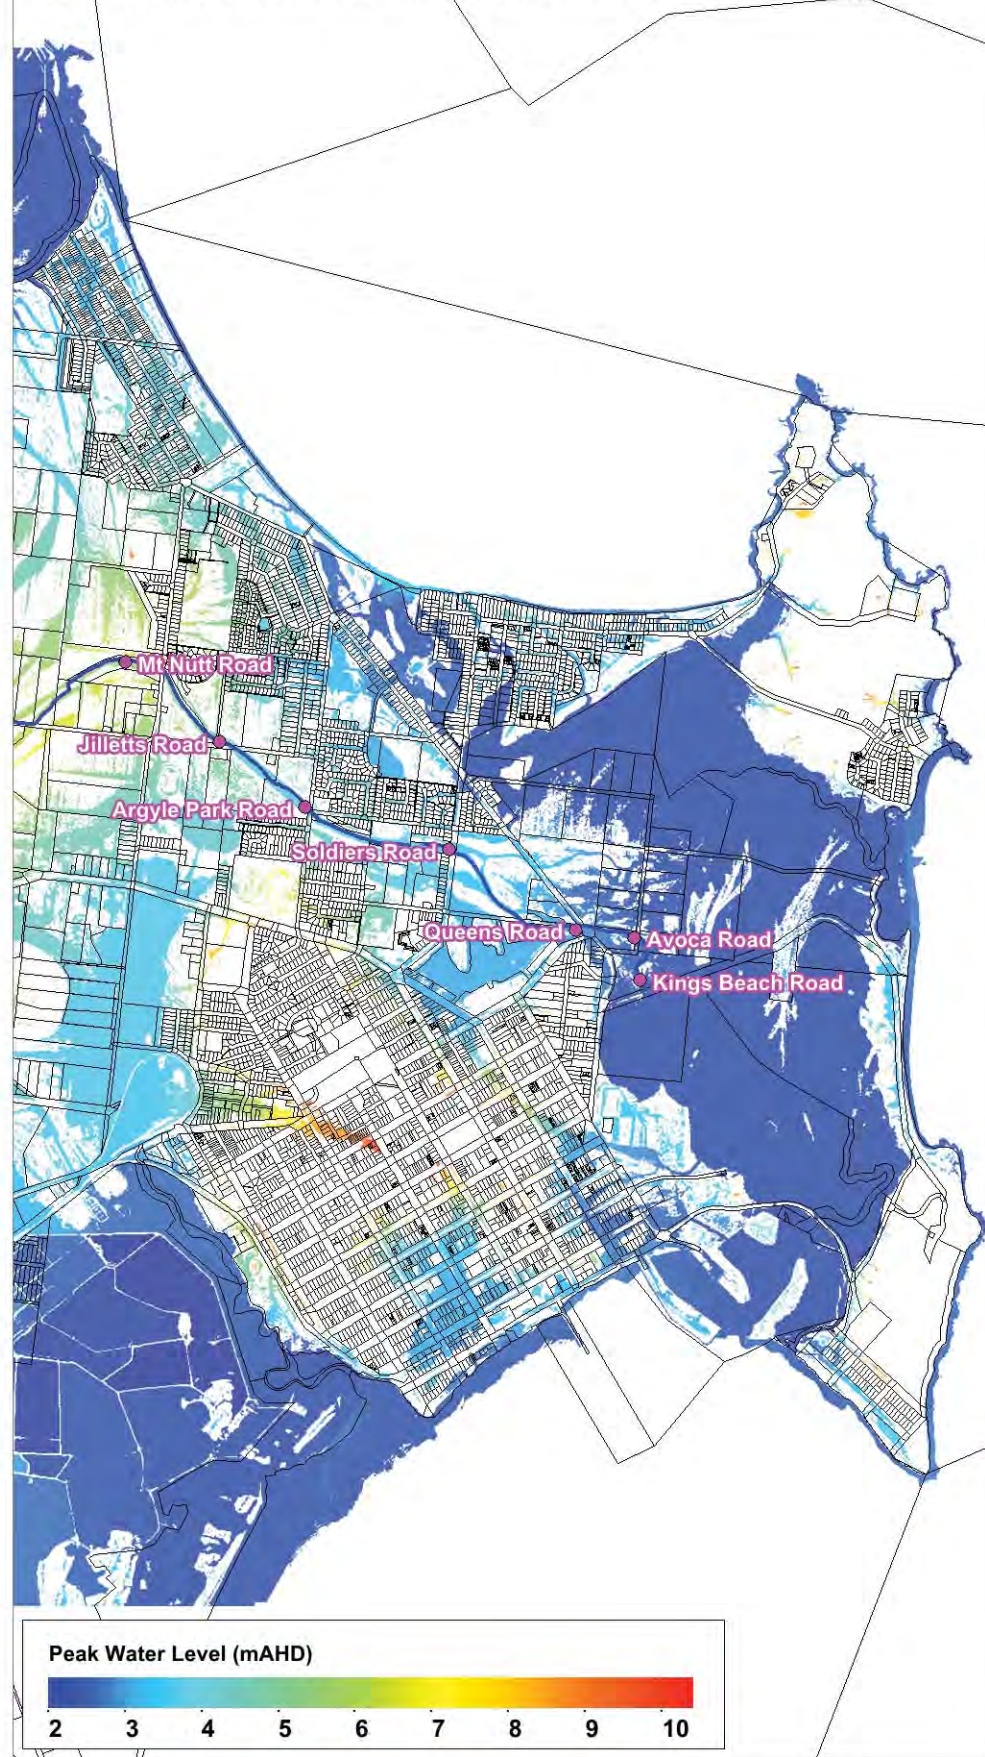 Mt Nutt Road
Jilletts Road
Argyle Park Road
Soldiers Road
Queens Road
Avoca Road
Kings Beach Road
Peak Water Level (mAHD)
2 3 4 5 6 7 8 9 10